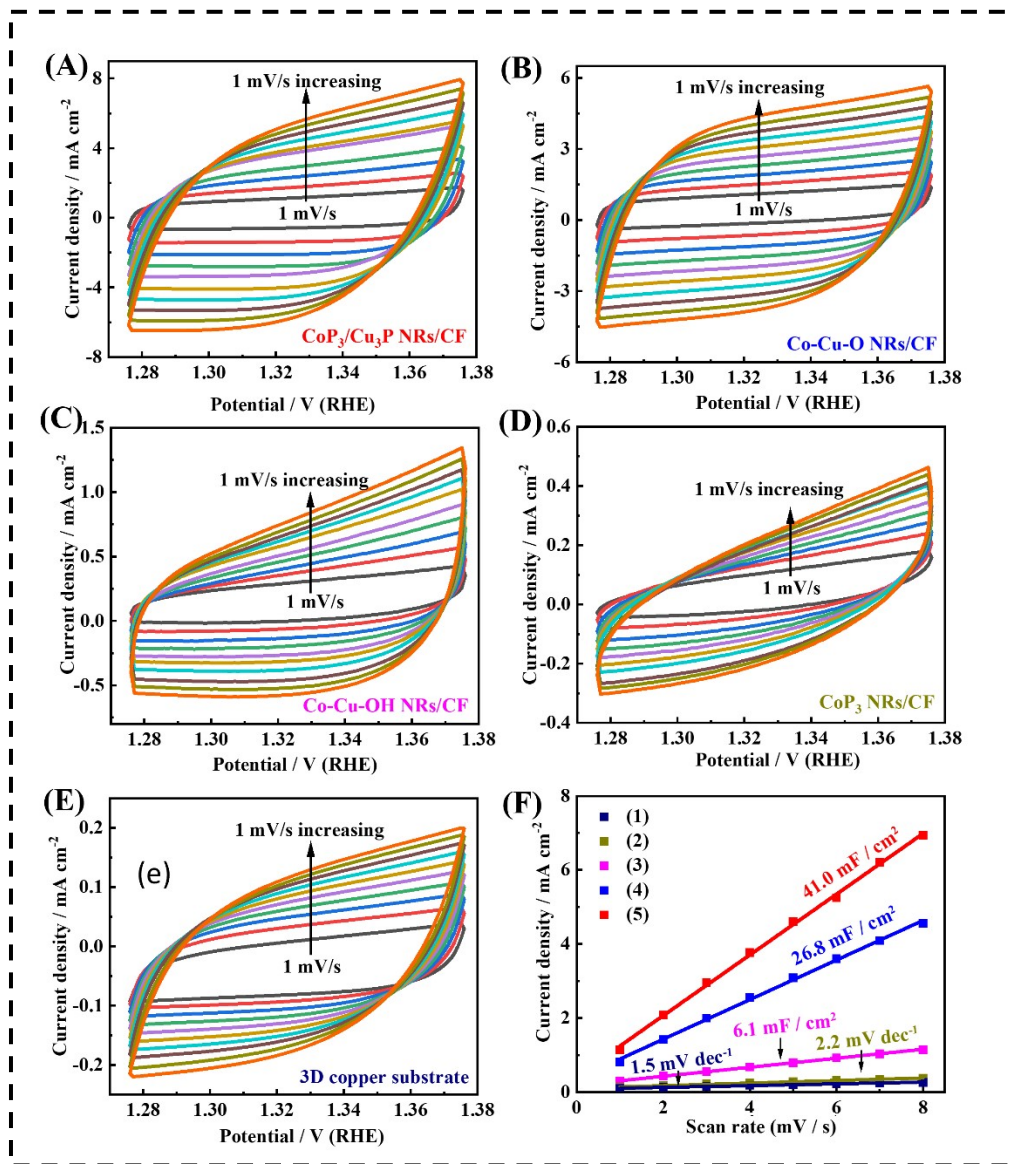 (A)
8
4
0
-4
-8
Current density / mA cm⁻²
1 mV/s increasing
1 mV/s
CoP₃/Cu₃P NRs/CF
1.28 1.30 1.32 1.34 1.36 1.38
Potential / V (RHE)
(B)
6
3
0
-3
-6
Current density / mA cm⁻²
1 mV/s increasing
1 mV/s
Co-Cu-O NRs/CF
1.28 1.30 1.32 1.34 1.36 1.38
Potential / V (RHE)
(C)
1.5
1.0
0.5
0.0
-0.5
Current density / mA cm⁻²
1 mV/s increasing
1 mV/s
Co-Cu-OH NRs/CF
1.28 1.30 1.32 1.34 1.36 1.38
Potential / V (RHE)
(D)
0.4
0.2
0.0
-0.2
-0.4
Current density / mA cm⁻²
1 mV/s increasing
1 mV/s
CoP₃ NRs/CF
1.28 1.30 1.32 1.34 1.36 1.38
Potential / V (RHE)
(E)
0.2
0.1
0.0
-0.1
-0.2
Current density / mA cm⁻²
1 mV/s increasing
(e)
1 mV/s
3D copper substrate
1.28 1.30 1.32 1.34 1.36 1.38
Potential / V (RHE)
(F)
8
6
4
2
0
Current density / mA cm⁻²
(1)
(2)
(3)
(4)
(5)
41.0 mF / cm²
26.8 mF / cm²
6.1 mF / cm²
2.2 mV dec⁻¹
1.5 mV dec⁻¹
0 2 4 6 8
Scan rate (mV / s)